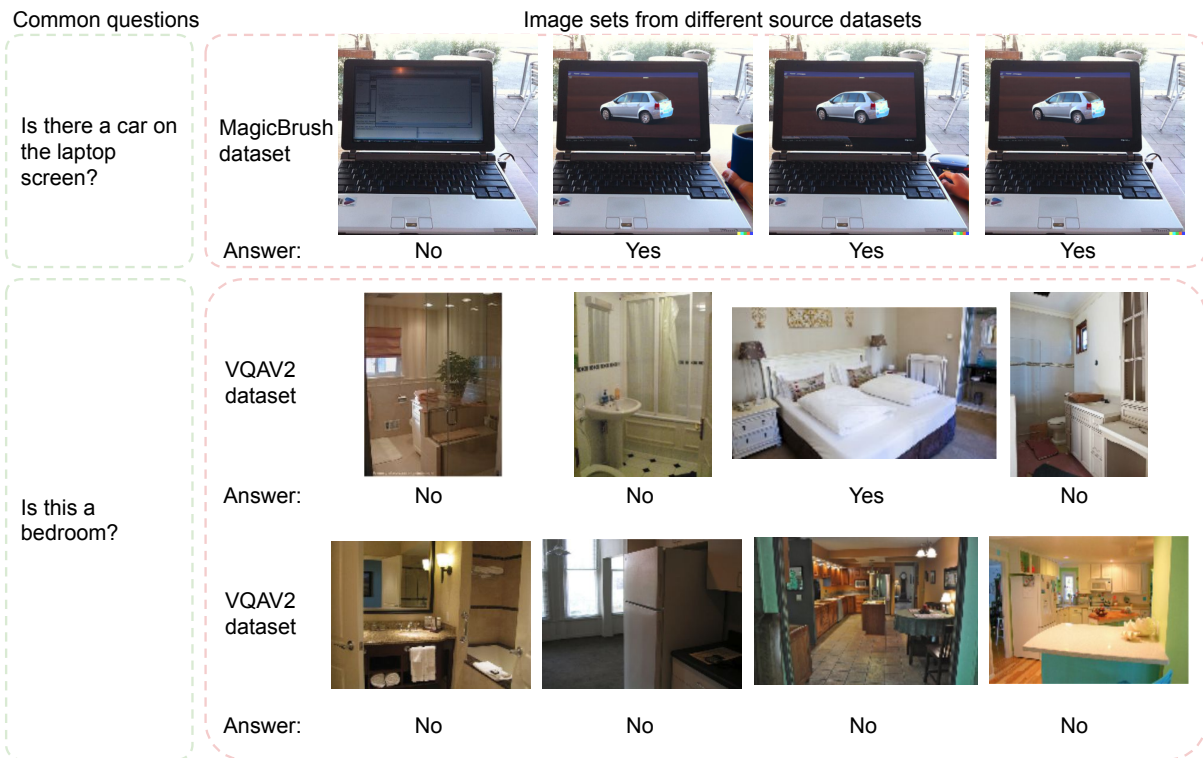 Common questions
Image sets from different source datasets
Is there a car on
the laptop
screen?
MagicBrush
dataset
Answer: No Yes Yes Yes
Is this a
bedroom?
VQAV2
dataset
Answer: No No Yes No
VQAV2
dataset
Answer: No No No No